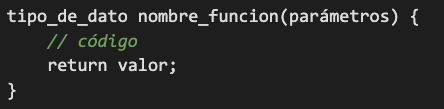 tipo_de_dato nombre_funcion(parámetros) {
    // código
    return valor;
}